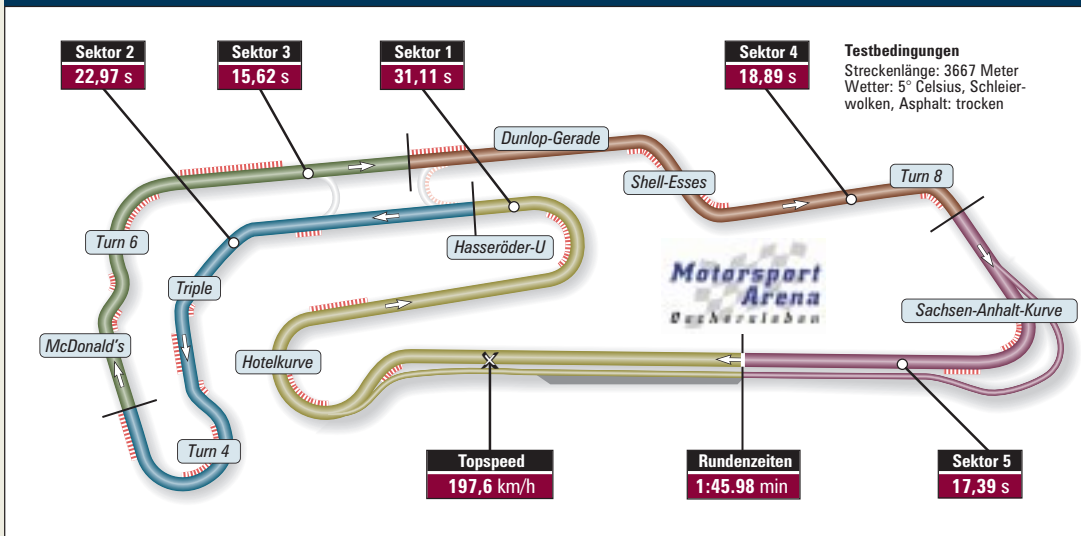 Sektor 2
22,97 s
Sektor 3
15,62 s
Sektor 1
31,11 s
Sektor 4
18,89 s
Testbedingungen
Streckenlänge: 3667 Meter
Wetter: 5° Celsius, Schleier-
wolken, Asphalt: trocken
Dunlop-Gerade
Shell-Esses
Turn 8
Turn 6
Hasseröder-U
Triple
Motorsport
Arena
Oschersleben
Sachsen-Anhalt-Kurve
McDonald's
Hotelkurve
Turn 4
Topspeed
197,6 km/h
Rundenzeiten
1:45.98 min
Sektor 5
17,39 s